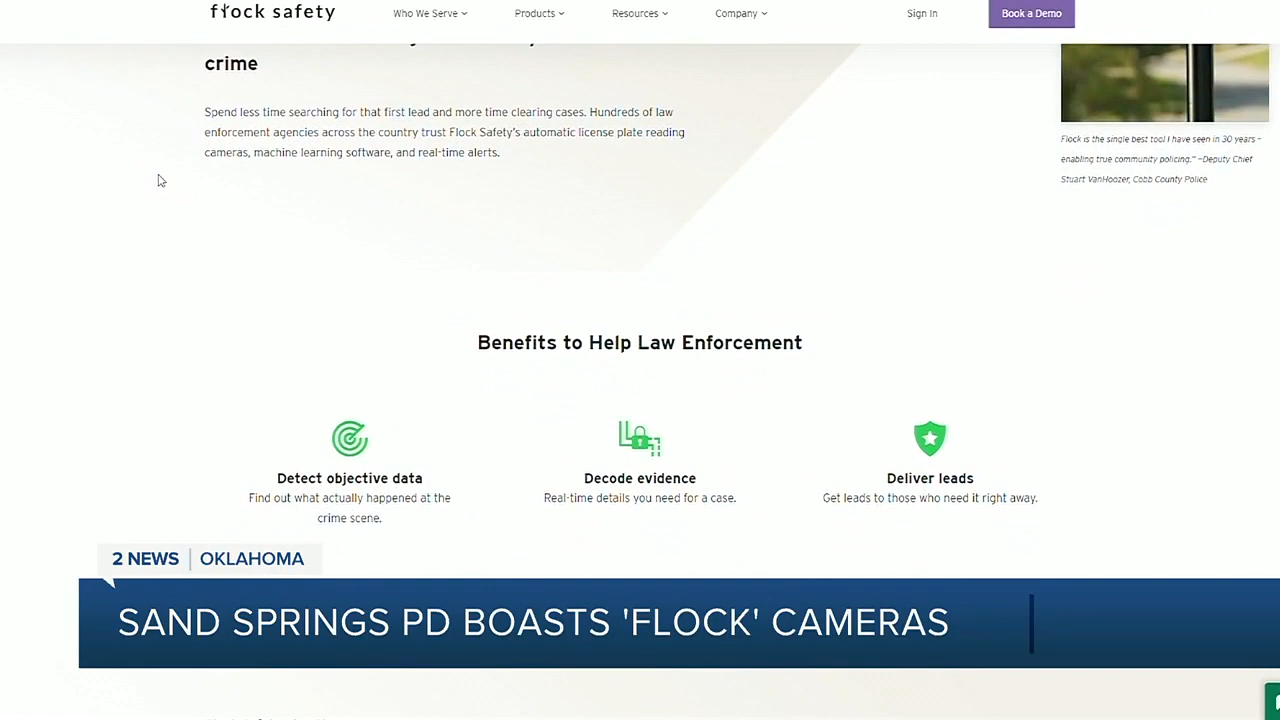 flock safety
Who We Serve
Products
Resources
Company
Sign In
Book a Demo
crime
Spend less time searching for that first lead and more time clearing cases. Hundreds of law
enforcement agencies across the country trust Flock Safety's automatic license plate reading
cameras, machine learning software, and real-time alerts.
Flock is the single best tool I have seen in 30 years –
enabling true community policing." –Deputy Chief
Stuart VanHoozer, Cobb County Police
Benefits to Help Law Enforcement
Detect objective data
Find out what actually happened at the
crime scene.
Decode evidence
Real-time details you need for a case.
Deliver leads
Get leads to those who need it right away.
2 NEWS | OKLAHOMA
SAND SPRINGS PD BOASTS 'FLOCK' CAMERAS